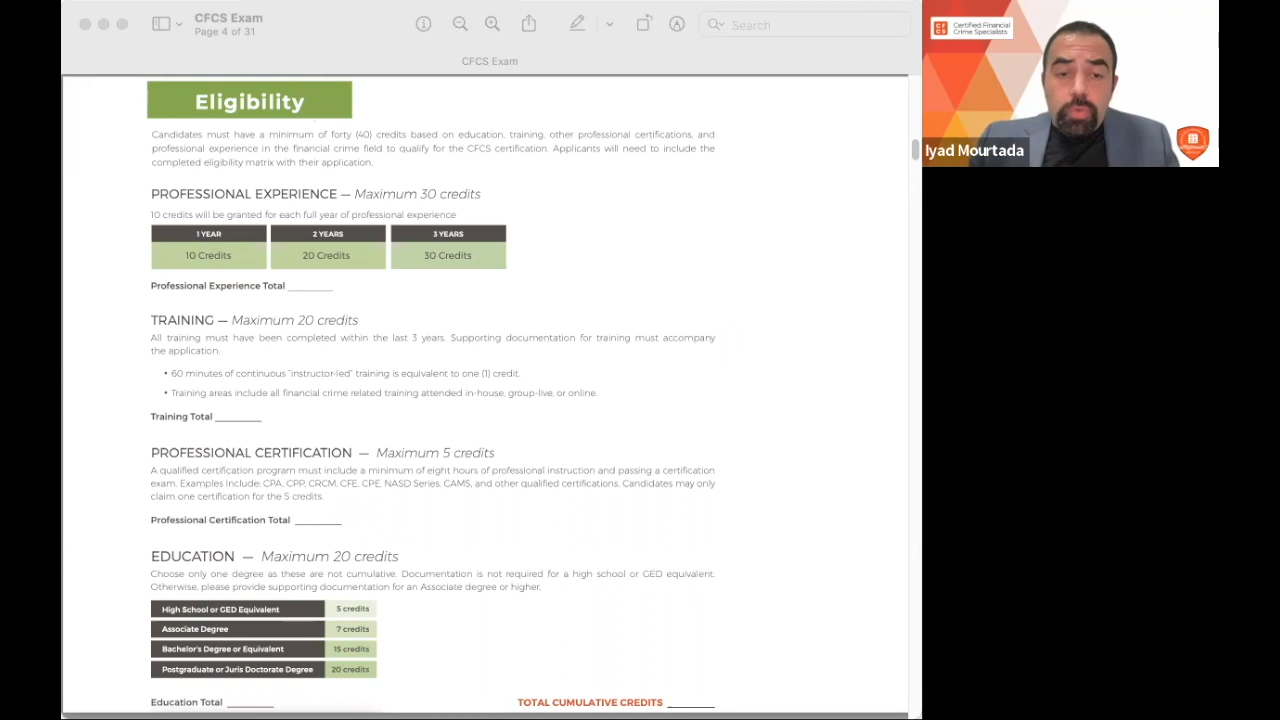 CFCS Exam
Page 4 of 31
Search
CFCS Exam
Eligibility
Candidates must have a minimum of forty (40) credits based on education, training, other professional certifications, and
professional experience in the financial crime field to qualify for the CFCS certification. Applicants will need to include the
completed eligibility matrix with their application.
PROFESSIONAL EXPERIENCE — Maximum 30 credits
10 credits will be granted for each full year of professional experience
1 YEAR 2 YEARS 3 YEARS
10 Credits 20 Credits 30 Credits
Professional Experience Total ________
TRAINING — Maximum 20 credits
All training must have been completed within the last 3 years. Supporting documentation for training must accompany
the application.
• 60 minutes of continuous "instructor-led" training is equivalent to one (1) credit.
• Training areas include all financial crime related training attended in-house, group-live, or online.
Training Total ________
PROFESSIONAL CERTIFICATION — Maximum 5 credits
A qualified certification program must include a minimum of eight hours of professional instruction and passing a certification
exam. Examples Include: CPA, CPP, CRCM, CFE, CPE, NASD Series, CAMS, and other qualified certifications. Candidates may only
claim one certification for the 5 credits.
Professional Certification Total ________
EDUCATION — Maximum 20 credits
Choose only one degree as these are not cumulative. Documentation is not required for a high school or GED equivalent.
Otherwise, please provide supporting documentation for an Associate degree or higher.
High School or GED Equivalent 5 credits
Associate Degree 7 credits
Bachelor's Degree or Equivalent 15 credits
Postgraduate or Juris Doctorate Degree 20 credits
Education Total ________
TOTAL CUMULATIVE CREDITS ________
CFCS
Certified Financial
Crime Specialists
Iyad Mourtada